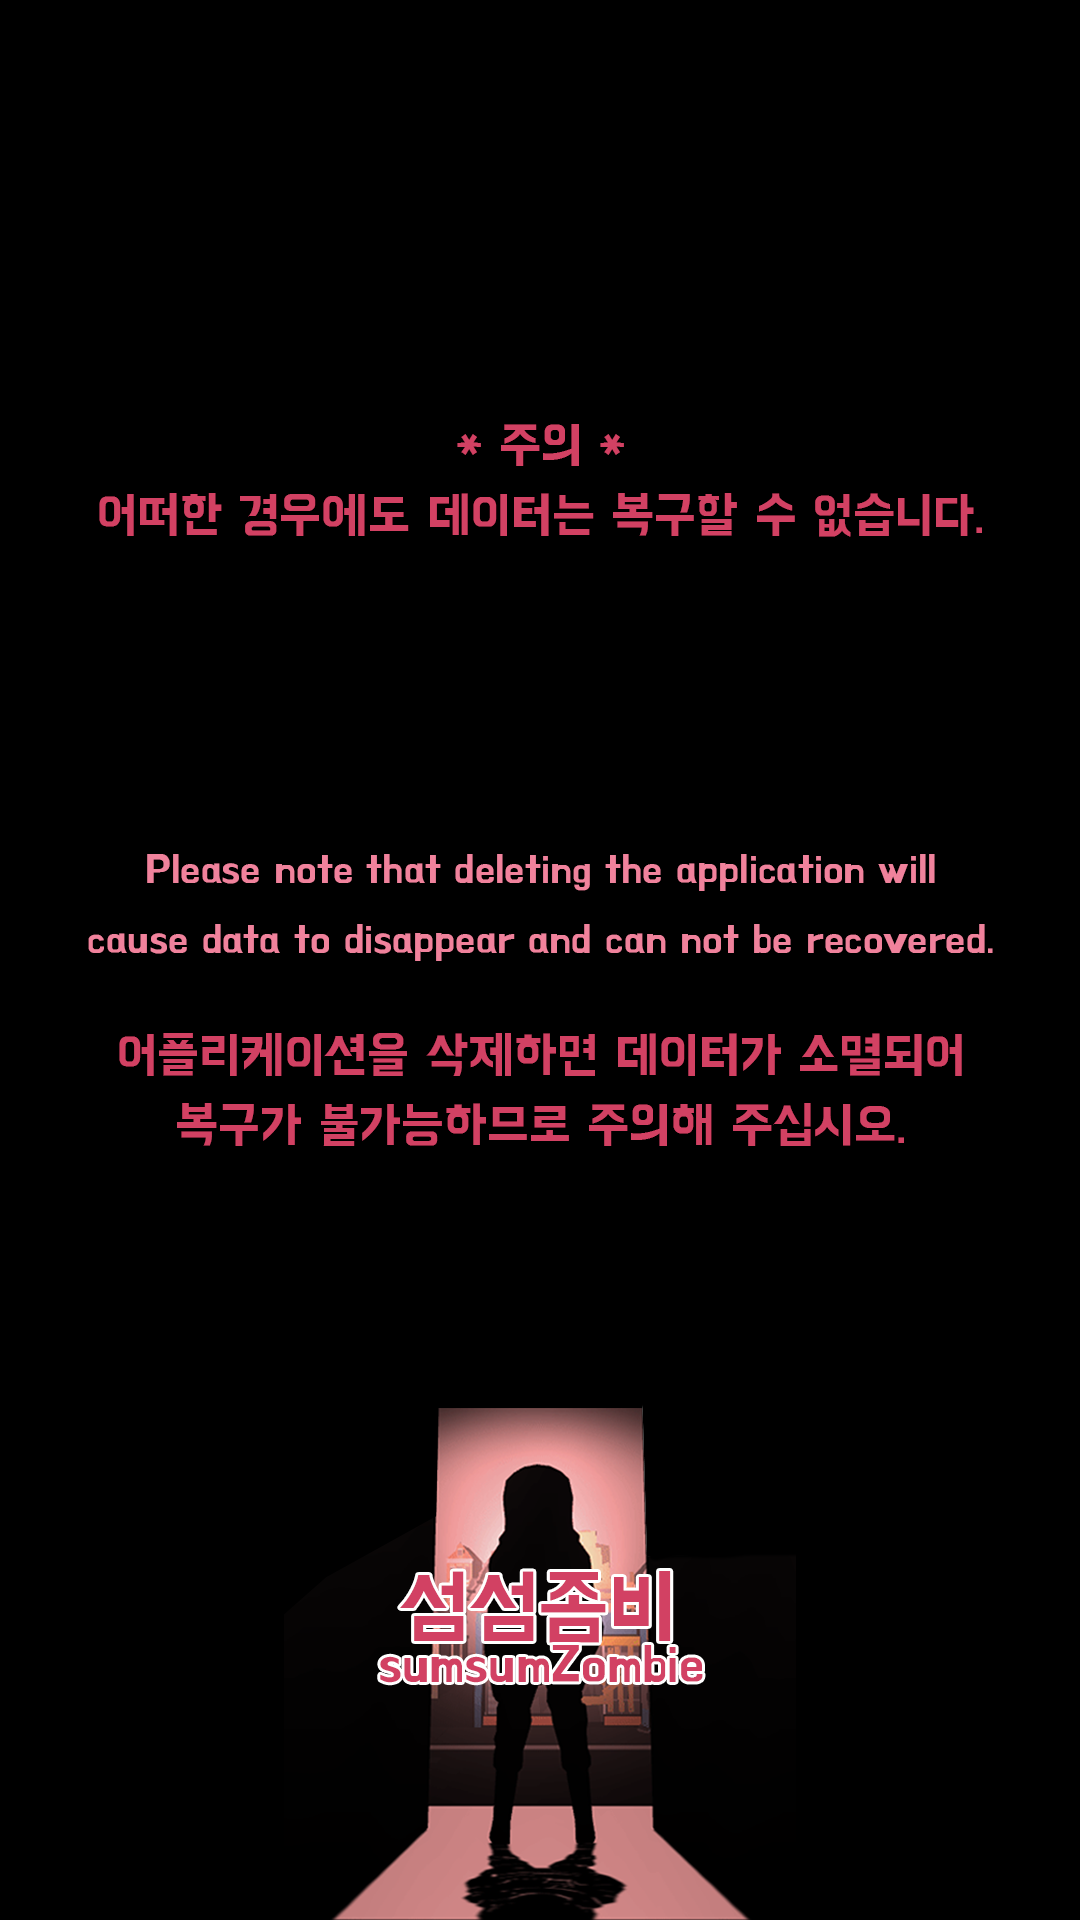 * 주의 *
어떠한 경우에도 데이터는 복구할 수 없습니다.
Please note that deleting the application will
cause data to disappear and can not be recovered.
어플리케이션을 삭제하면 데이터가 소멸되어
복구가 불가능하므로 주의해 주십시오.
섬섬좀비
sumsumZombie